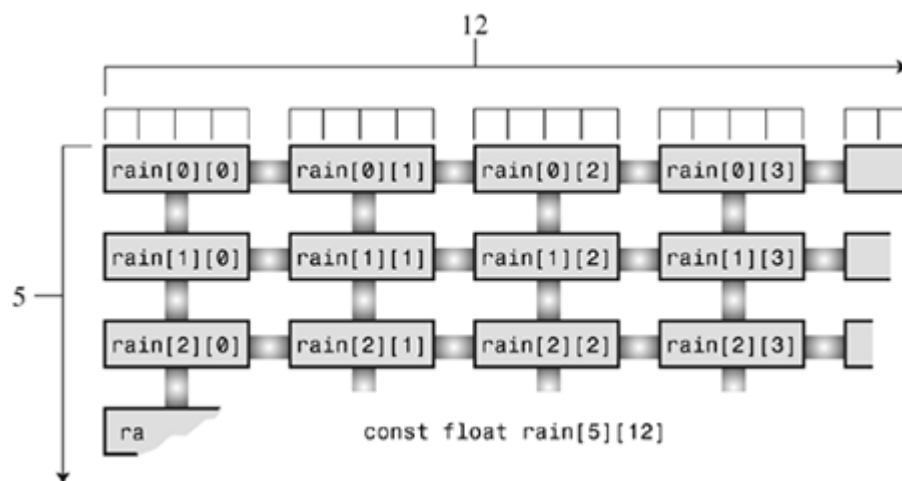 12
rain[0][0] rain[0][1] rain[0][2] rain[0][3]
rain[1][0] rain[1][1] rain[1][2] rain[1][3]
5
rain[2][0] rain[2][1] rain[2][2] rain[2][3]
ra
const float rain[5][12]